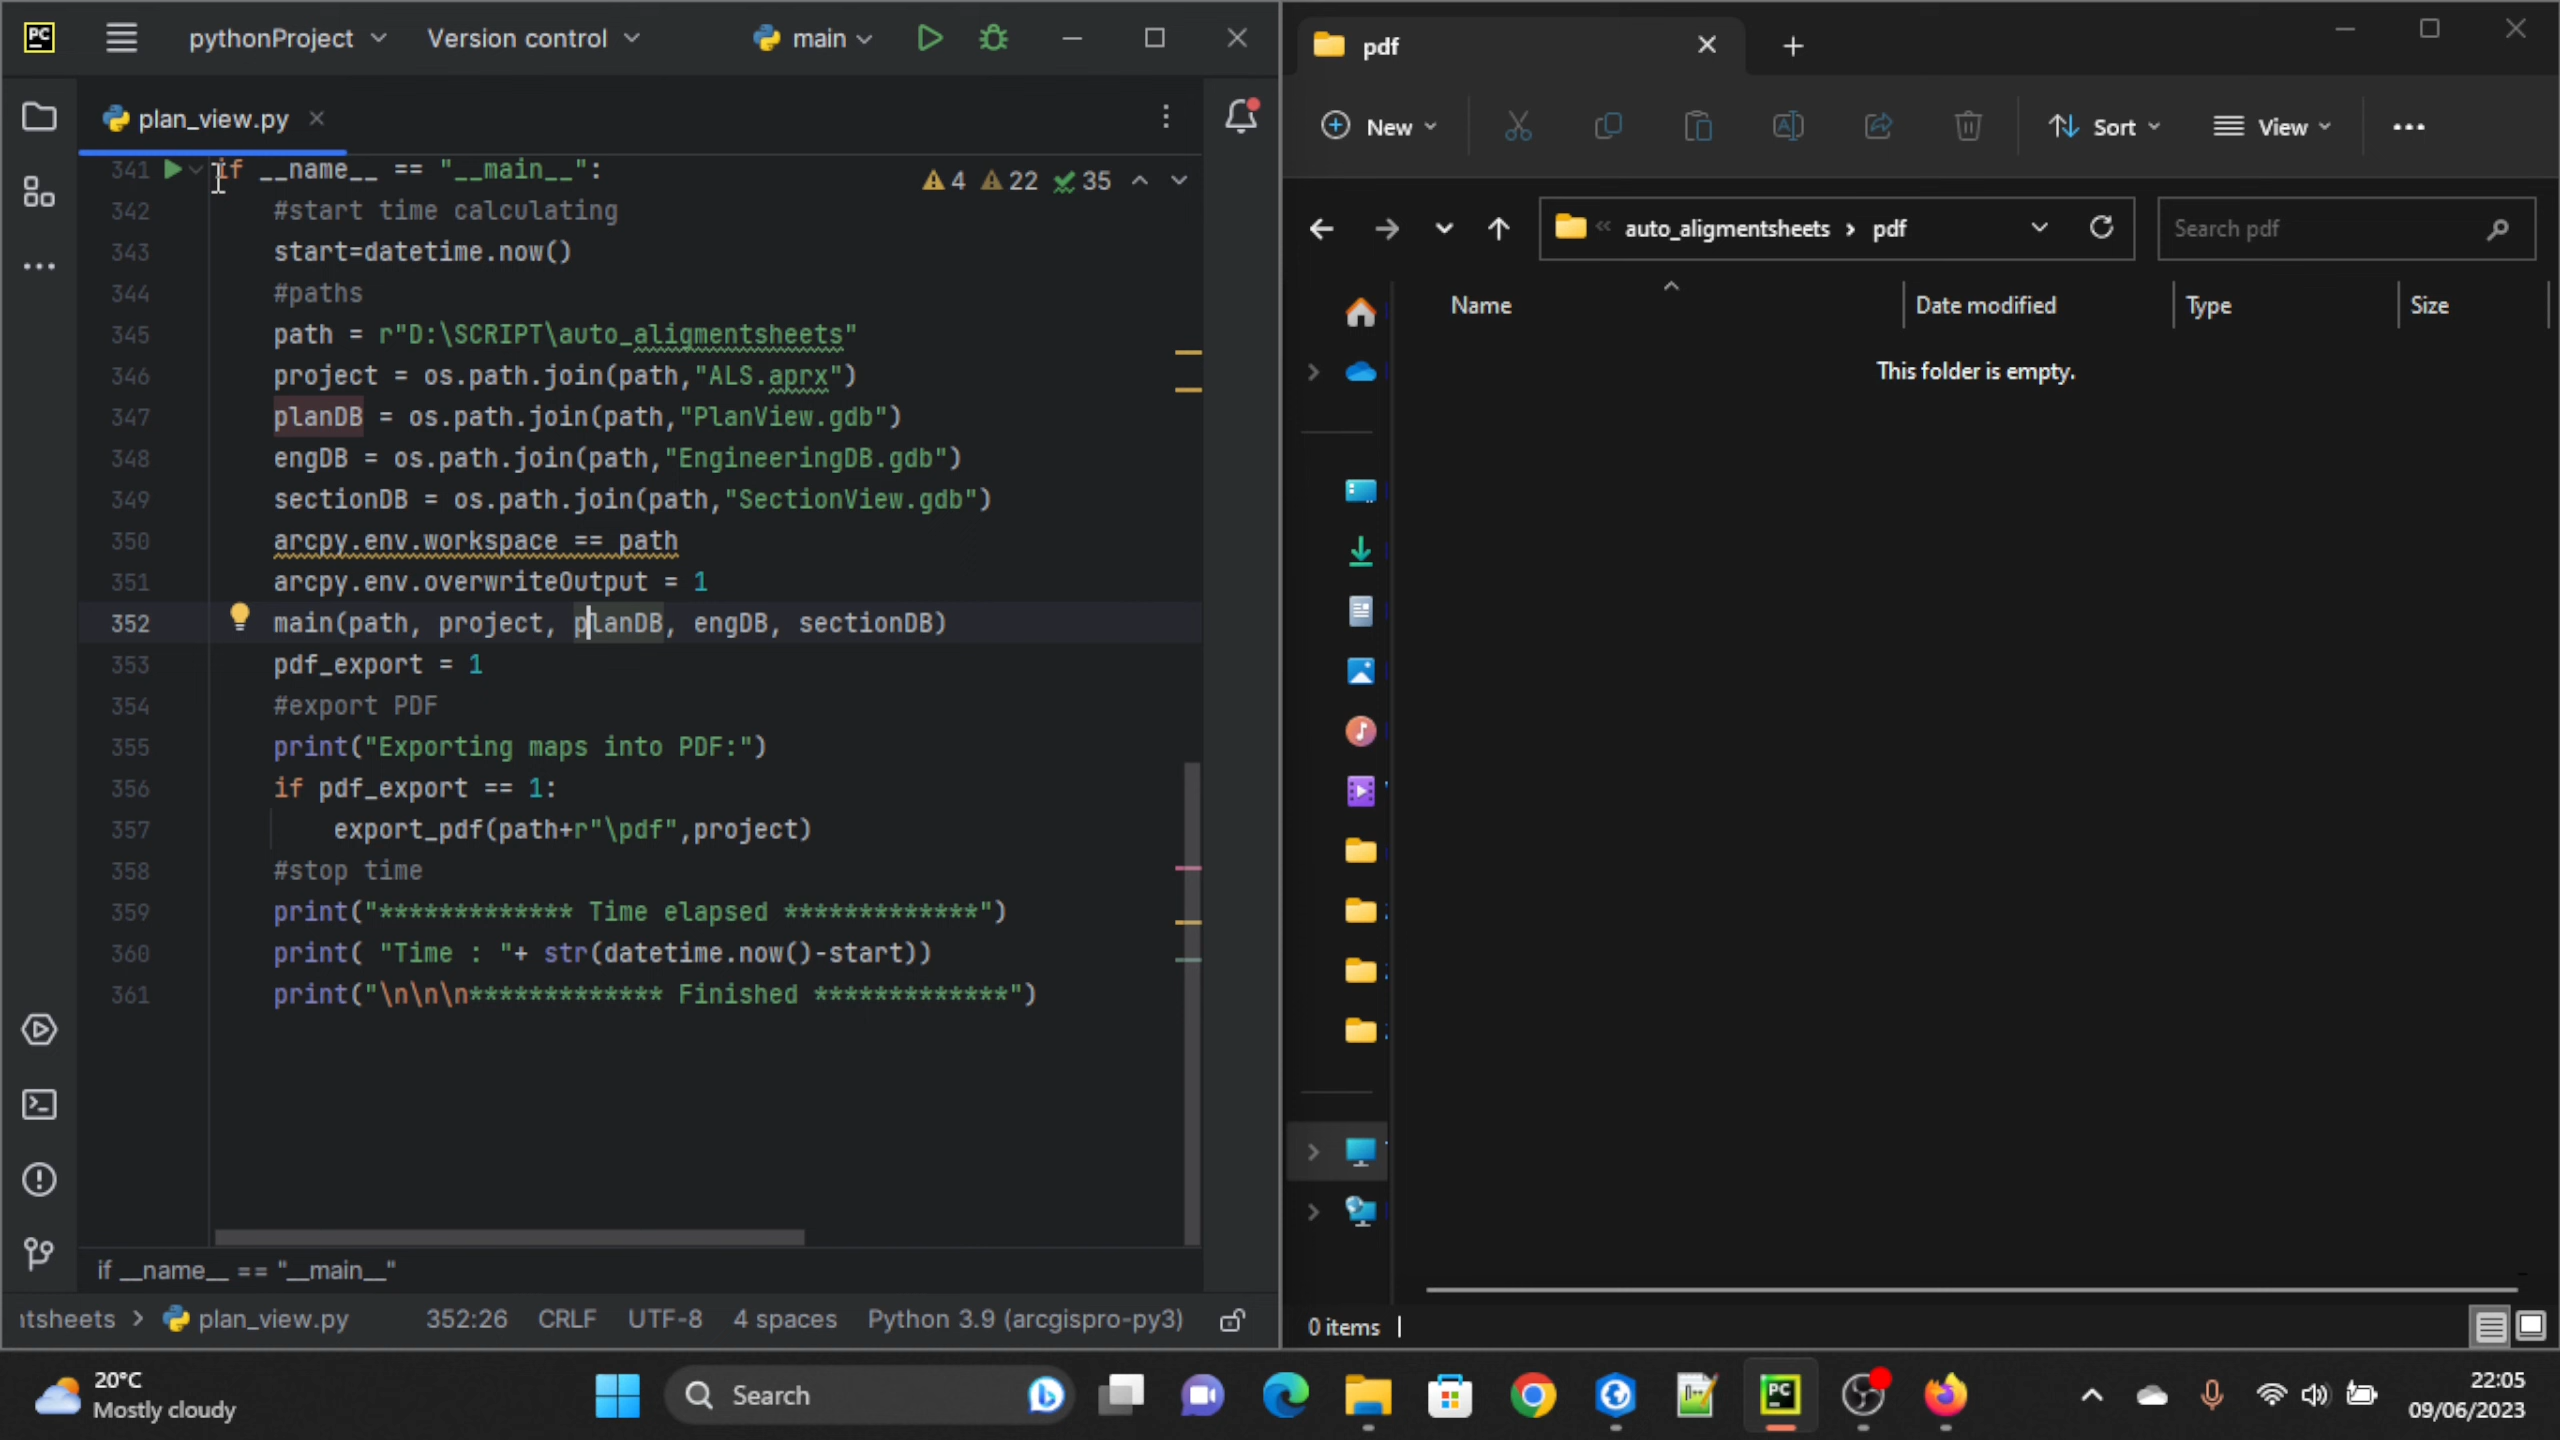 PC
pythonProject
Version control
main
plan_view.py
341 if __name__ == "__main__":
4 22 35
342 #start time calculating
343 start=datetime.now()
344 #paths
345 path = r"D:\SCRIPT\auto_aligmentsheets"
346 project = os.path.join(path,"ALS.aprx")
347 planDB = os.path.join(path,"PlanView.gdb")
348 engDB = os.path.join(path,"EngineeringDB.gdb")
349 sectionDB = os.path.join(path,"SectionView.gdb")
350 arcpy.env.workspace == path
351 arcpy.env.overwriteOutput = 1
352 main(path, project, planDB, engDB, sectionDB)
353 pdf_export = 1
354 #export PDF
355 print("Exporting maps into PDF:")
356 if pdf_export == 1:
357 export_pdf(path+r"\pdf",project)
358 #stop time
359 print("************* Time elapsed *************")
360 print( "Time : "+ str(datetime.now()-start))
361 print("\n\n\n************* Finished *************")
if __name__ == "__main__"
ntsheets > plan_view.py 352:26 CRLF UTF-8 4 spaces Python 3.9 (arcgispro-py3)
pdf
New
Sort
View
« auto_aligmentsheets > pdf
Search pdf
Name
Date modified
Type
Size
This folder is empty.
0 items
20°C
Mostly cloudy
Search
PC
22:05
09/06/2023